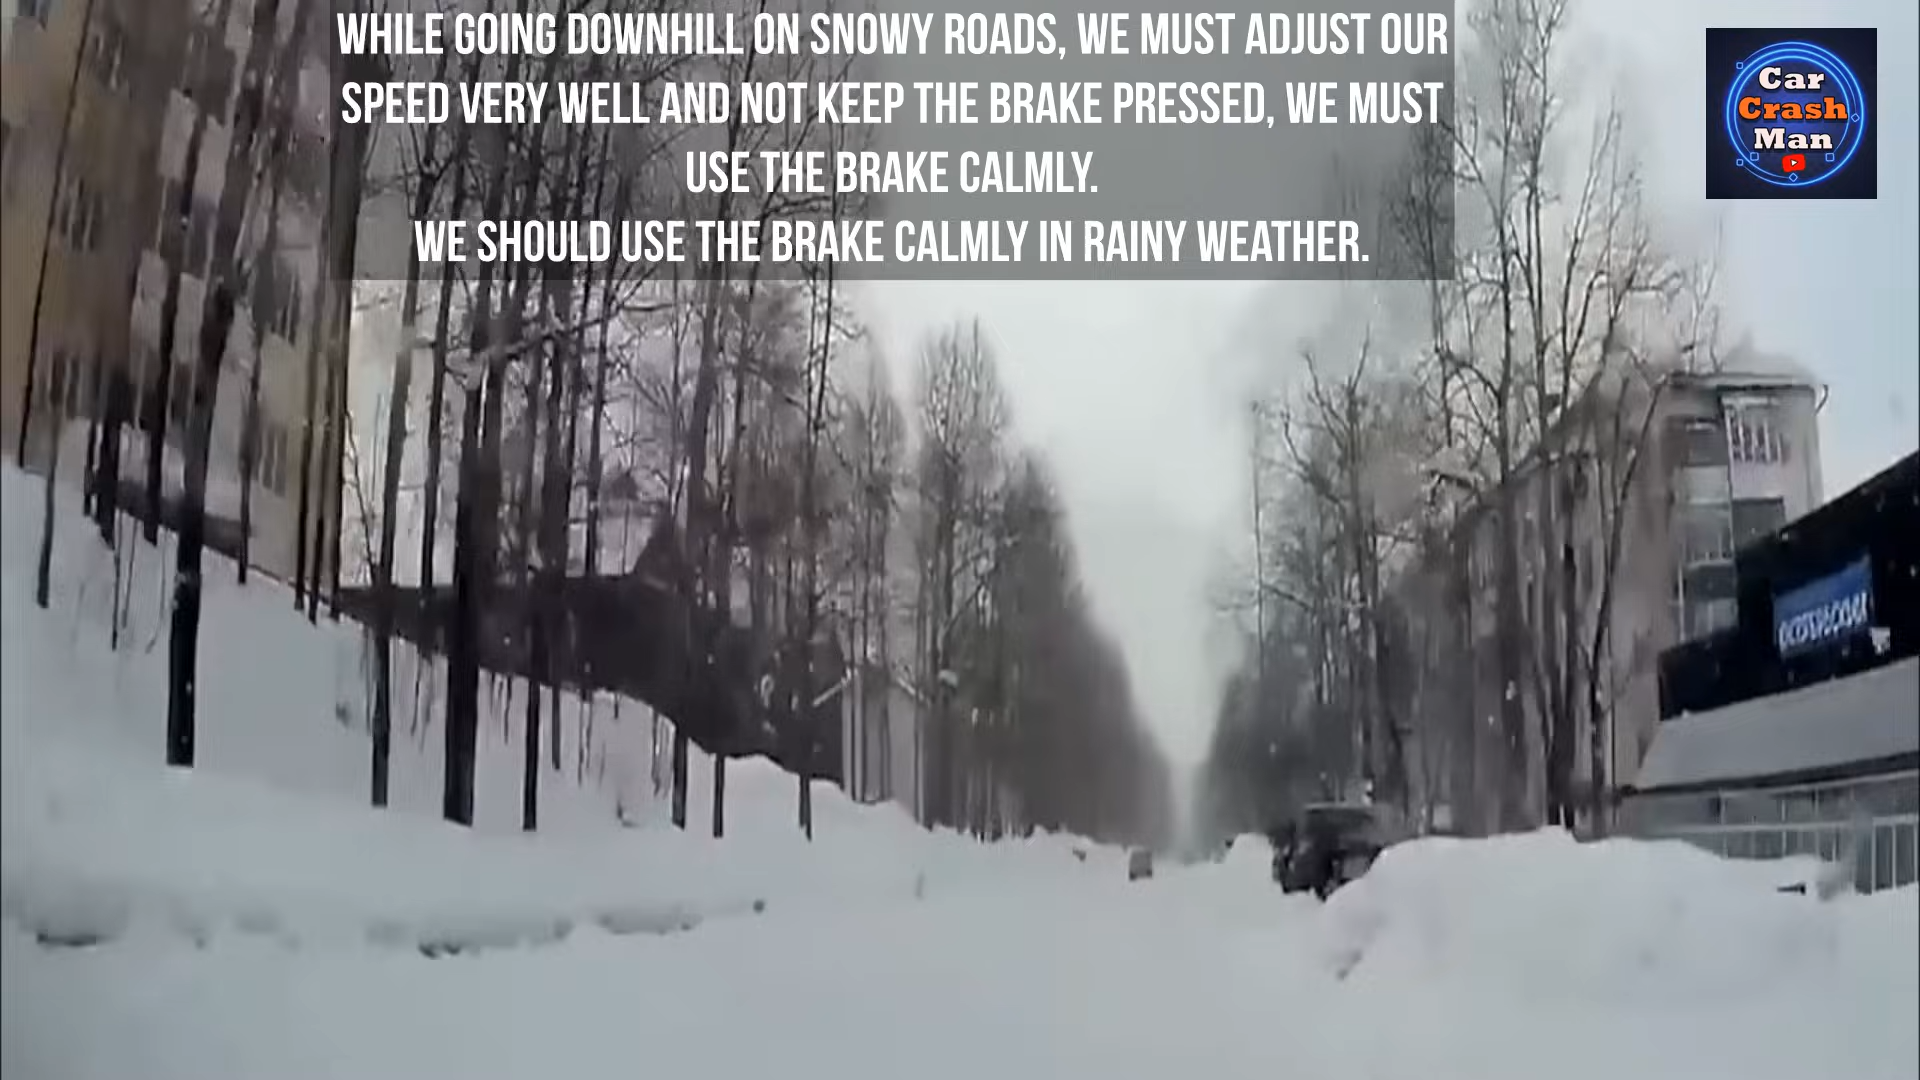 WHILE GOING DOWNHILL ON SNOWY ROADS, WE MUST ADJUST OUR
SPEED VERY WELL AND NOT KEEP THE BRAKE PRESSED, WE MUST
USE THE BRAKE CALMLY.
WE SHOULD USE THE BRAKE CALMLY IN RAINY WEATHER.
Car
Crash
Man